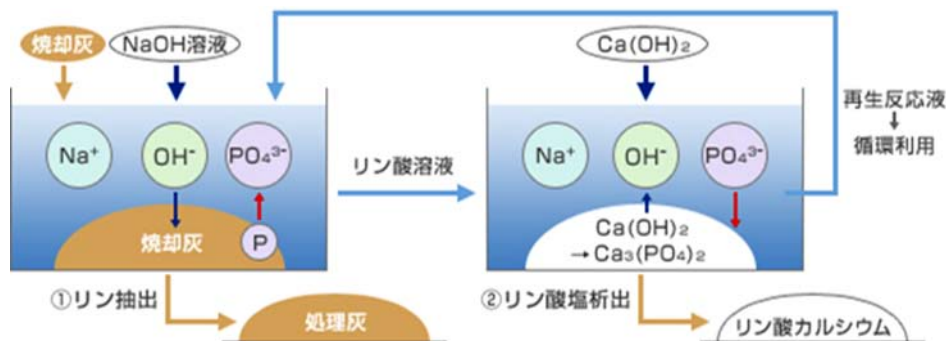 焼却灰
NaOH溶液
Na⁺
OH⁻
PO₄³⁻
焼却灰
P
①リン抽出
処理灰
リン酸溶液
Ca(OH)₂
Na⁺
OH⁻
PO₄³⁻
Ca(OH)₂
→Ca₃(PO₄)₂
②リン酸塩析出
リン酸カルシウム
再生反応液
↓
循環利用